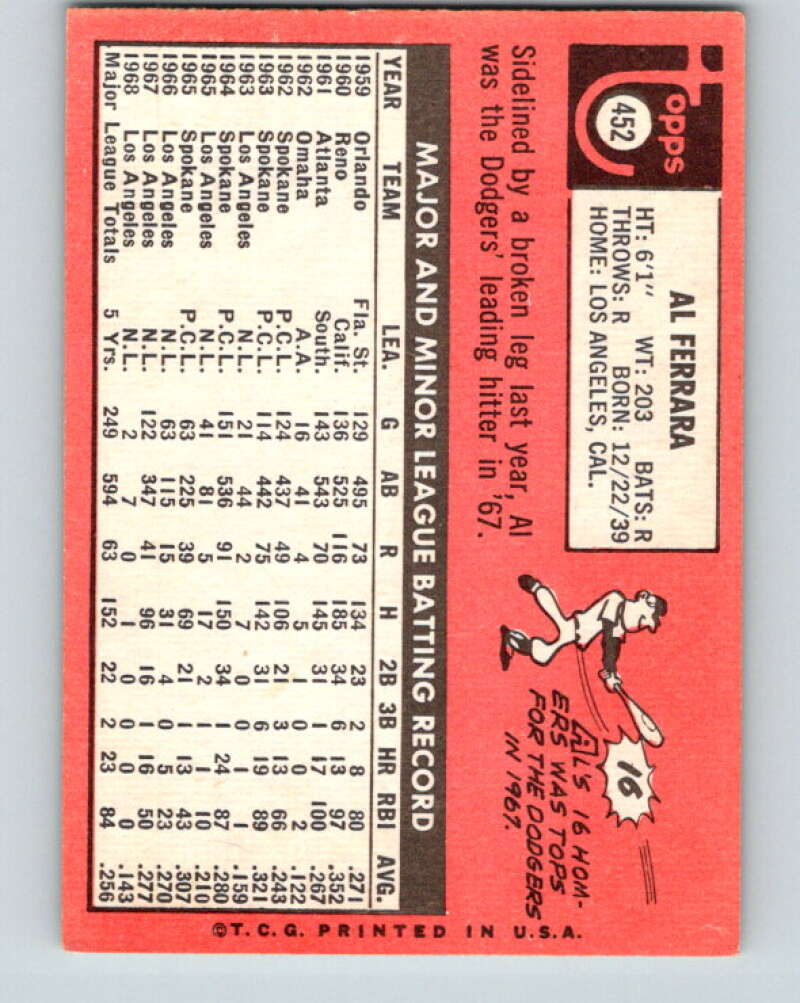 Topps
452
AL FERRARA
HT: 6'1" WT: 203 BATS: R
THROWS: R BORN: 12/22/39
HOME: LOS ANGELES, CAL.
Sidelined by a broken leg last year, Al
was the Dodgers' leading hitter in '67.
16
AL'S 16 HOM-
ERS WAS TOPS
FOR THE DODGERS
IN 1967.
MAJOR AND MINOR LEAGUE BATTING RECORD
YEAR TEAM LEA. G AB R H 2B 3B HR RBI AVG.
1959 Orlando Fla. St. 129 495 73 134 23 2 8 80 .271
1960 Reno Calif. 136 525 116 185 34 6 13 97 .352
1961 Atlanta South. 143 543 70 145 31 1 17 100 .267
1962 Omaha A.A. 16 41 4 5 1 0 0 2 .122
1962 Spokane P.C.L. 124 437 49 106 21 3 13 66 .243
1963 Spokane P.C.L. 114 442 75 142 31 6 19 89 .321
1963 Los Angeles N.L. 21 44 2 7 0 0 1 1 .159
1964 Spokane P.C.L. 151 536 91 150 34 1 24 87 .280
1965 Los Angeles N.L. 41 81 5 17 2 1 1 10 .210
1965 Spokane P.C.L. 63 225 39 69 21 1 13 43 .307
1966 Los Angeles N.L. 63 115 15 31 4 0 5 23 .270
1967 Los Angeles N.L. 122 347 41 96 16 1 16 50 .277
1968 Los Angeles N.L. 2 7 0 1 0 0 0 0 .143
Major League Totals 5 Yrs. 249 594 63 152 22 2 23 84 .256
©T.C.G. PRINTED IN U.S.A.